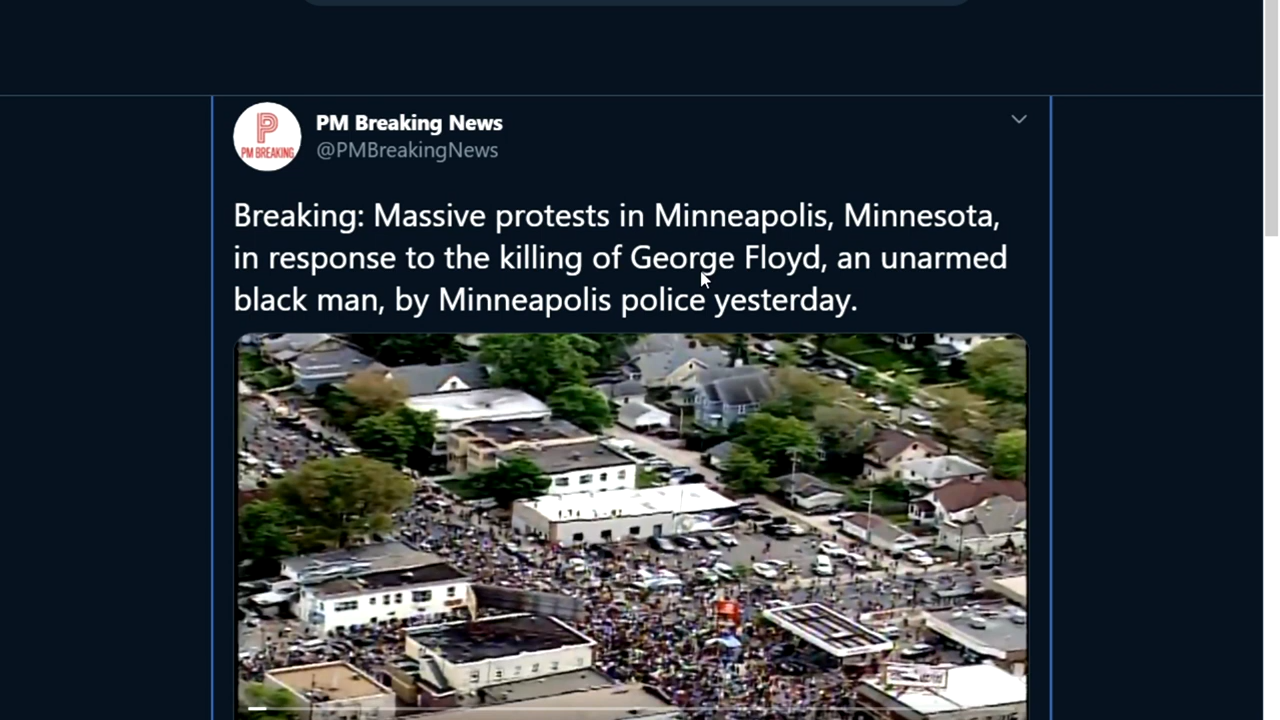 PM Breaking News
@PMBreakingNews
P
PM BREAKING
Breaking: Massive protests in Minneapolis, Minnesota,
in response to the killing of George Floyd, an unarmed
black man, by Minneapolis police yesterday.